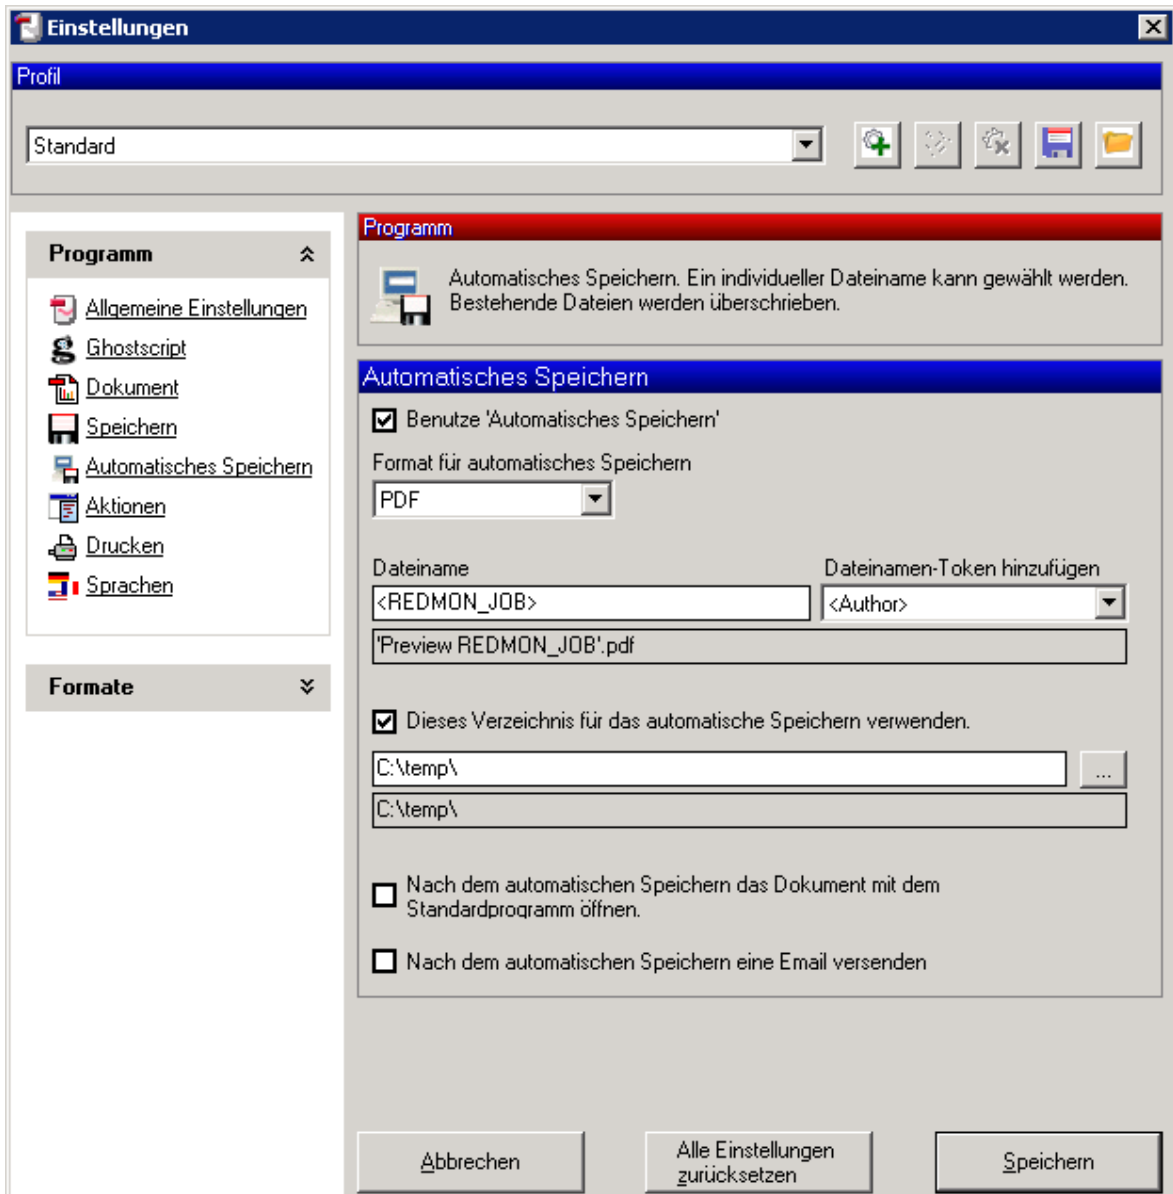 Einstellungen
Profil
Standard
Programm
Allgemeine Einstellungen
Ghostscript
Dokument
Speichern
Automatisches Speichern
Aktionen
Drucken
Sprachen
Formate
Programm
Automatisches Speichern. Ein individueller Dateiname kann gewählt werden.
Bestehende Dateien werden überschrieben.
Automatisches Speichern
Benutze 'Automatisches Speichern'
Format für automatisches Speichern
PDF
Dateiname
Dateinamen-Token hinzufügen
<REDMON_JOB>
<Author>
'Preview REDMON_JOB'.pdf
Dieses Verzeichnis für das automatische Speichern verwenden.
C:\temp\
...
C:\temp\
Nach dem automatischen Speichern das Dokument mit dem
Standardprogramm öffnen.
Nach dem automatischen Speichern eine Email versenden
Abbrechen
Alle Einstellungen
zurücksetzen
Speichern